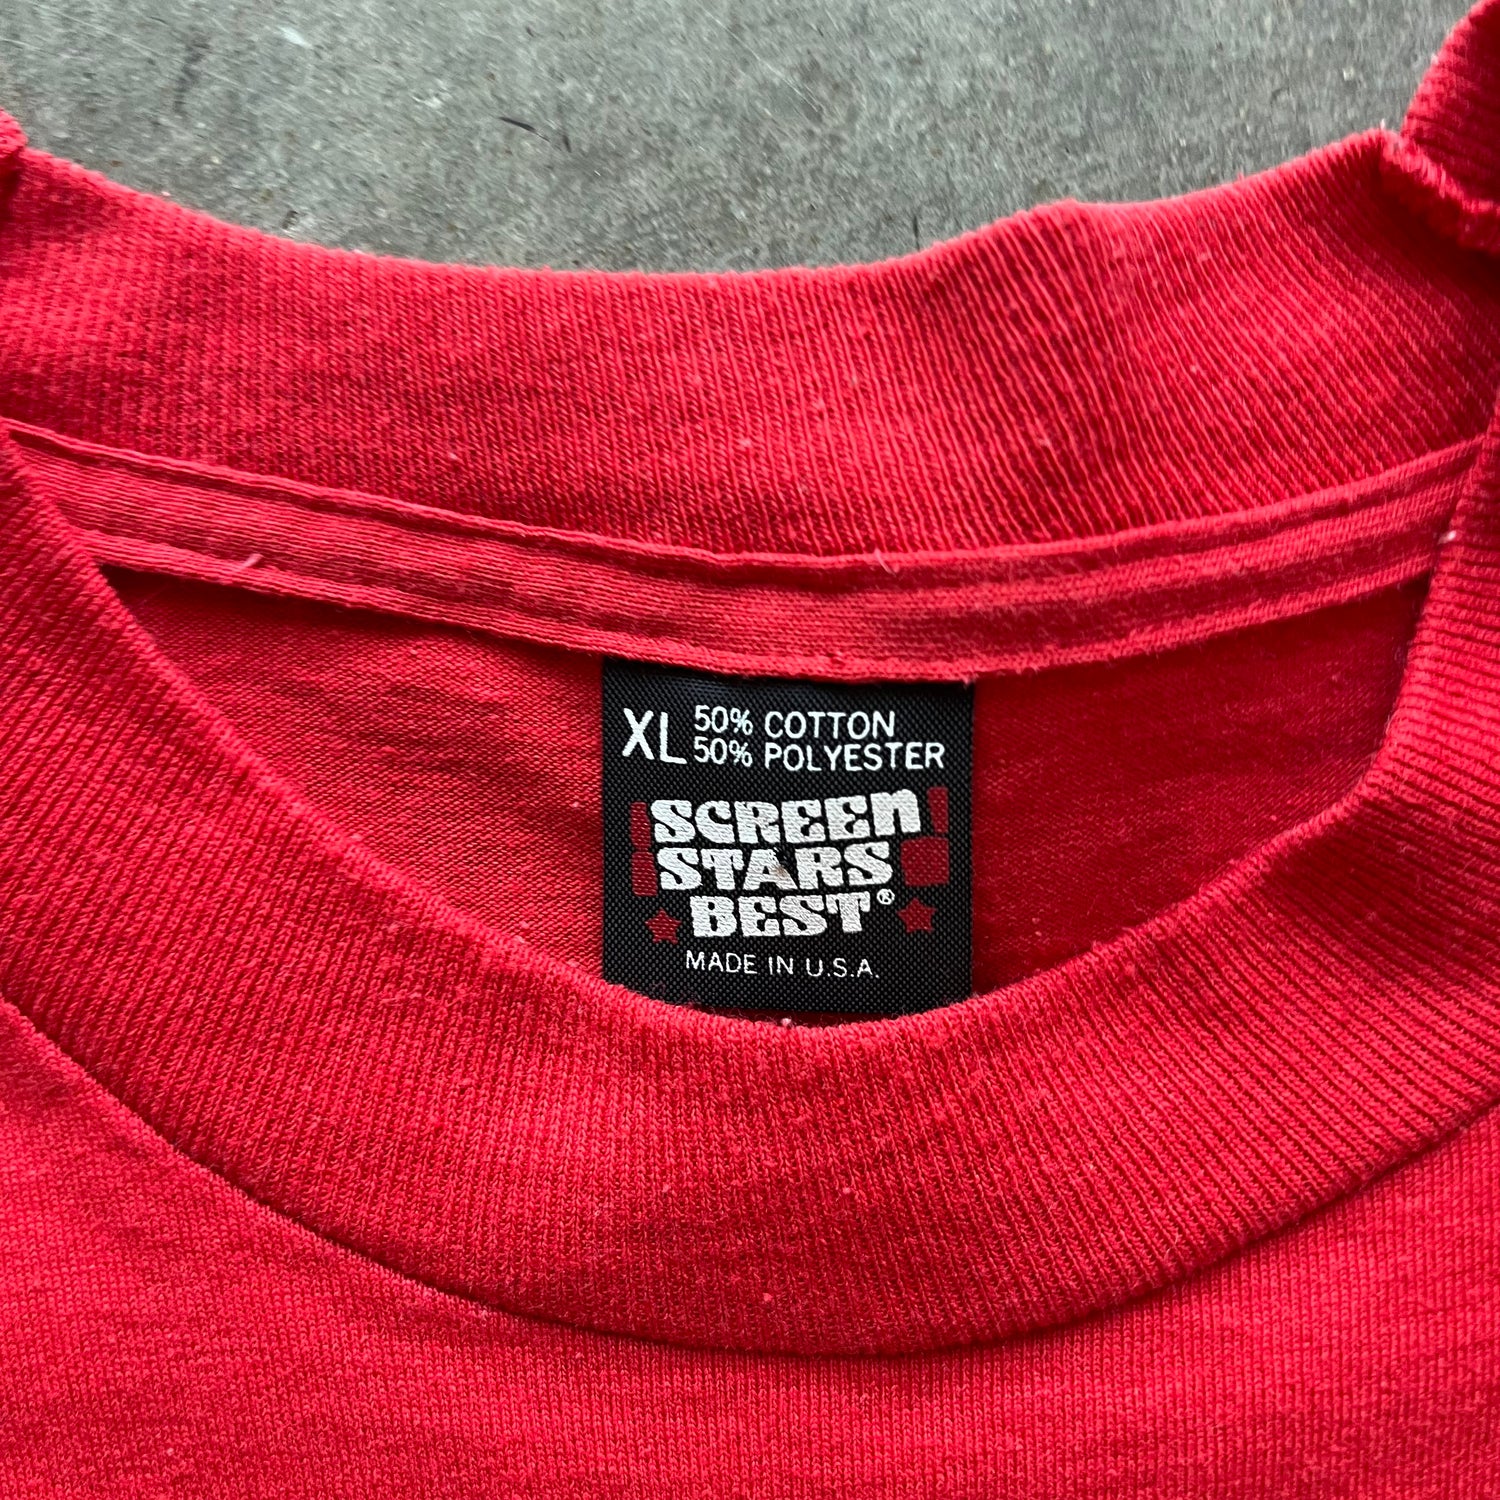 XL 50% COTTON
50% POLYESTER
SCREEN
STARS
BEST®
MADE IN U.S.A.